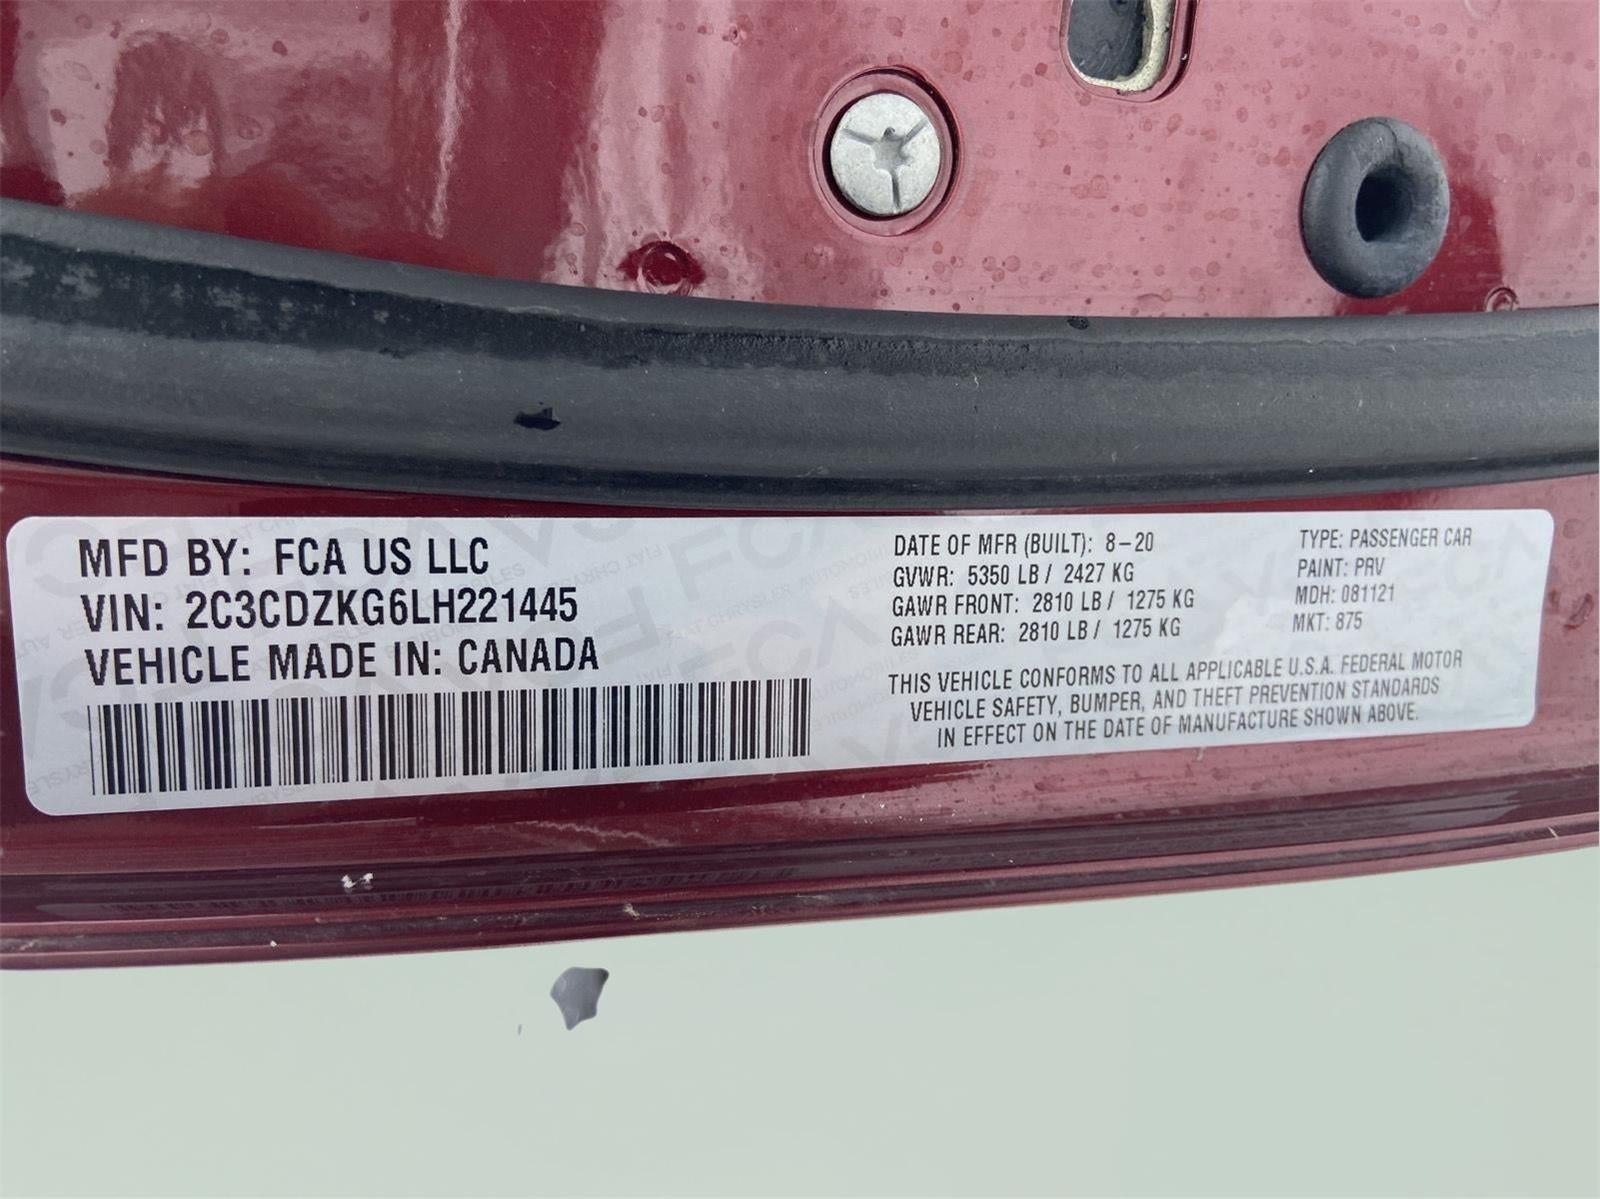 MFD BY: FCA US LLC
VIN: 2C3CDZKG6LH221445
VEHICLE MADE IN: CANADA
DATE OF MFR (BUILT): 8-20
GVWR: 5350 LB / 2427 KG
GAWR FRONT: 2810 LB / 1275 KG
GAWR REAR: 2810 LB / 1275 KG
TYPE: PASSENGER CAR
PAINT: PRV
MDH: 081121
MKT: 875
THIS VEHICLE CONFORMS TO ALL APPLICABLE U.S.A. FEDERAL MOTOR
VEHICLE SAFETY, BUMPER, AND THEFT PREVENTION STANDARDS
IN EFFECT ON THE DATE OF MANUFACTURE SHOWN ABOVE.